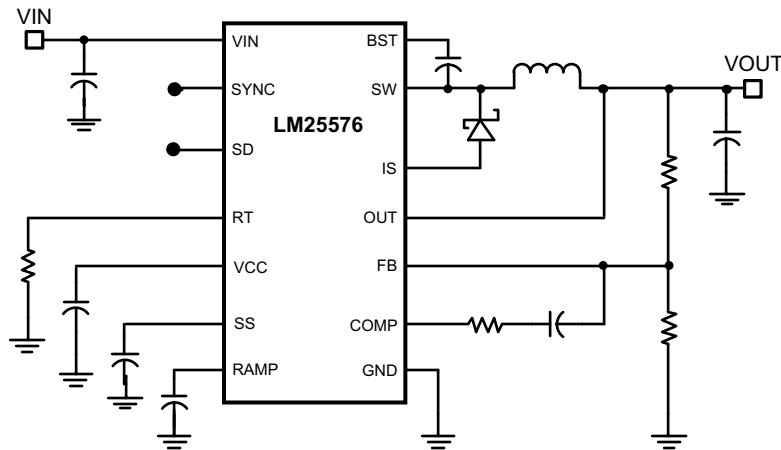 VIN
VOUT
LM25576
VIN
SYNC
SD
RT
VCC
SS
RAMP
BST
SW
IS
OUT
FB
COMP
GND